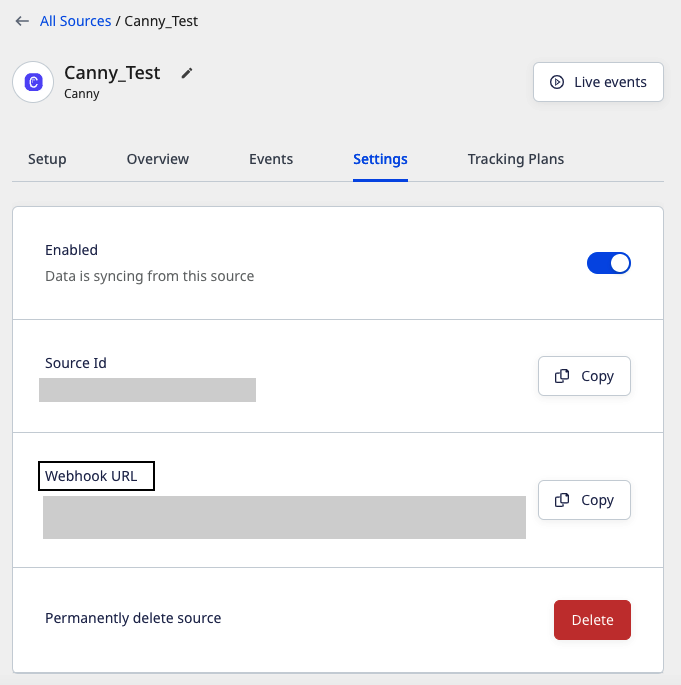 ← All Sources / Canny_Test
Canny_Test
Canny
Live events
Setup Overview Events Settings Tracking Plans
Enabled
Data is syncing from this source
Source Id
Copy
Webhook URL
Copy
Permanently delete source
Delete